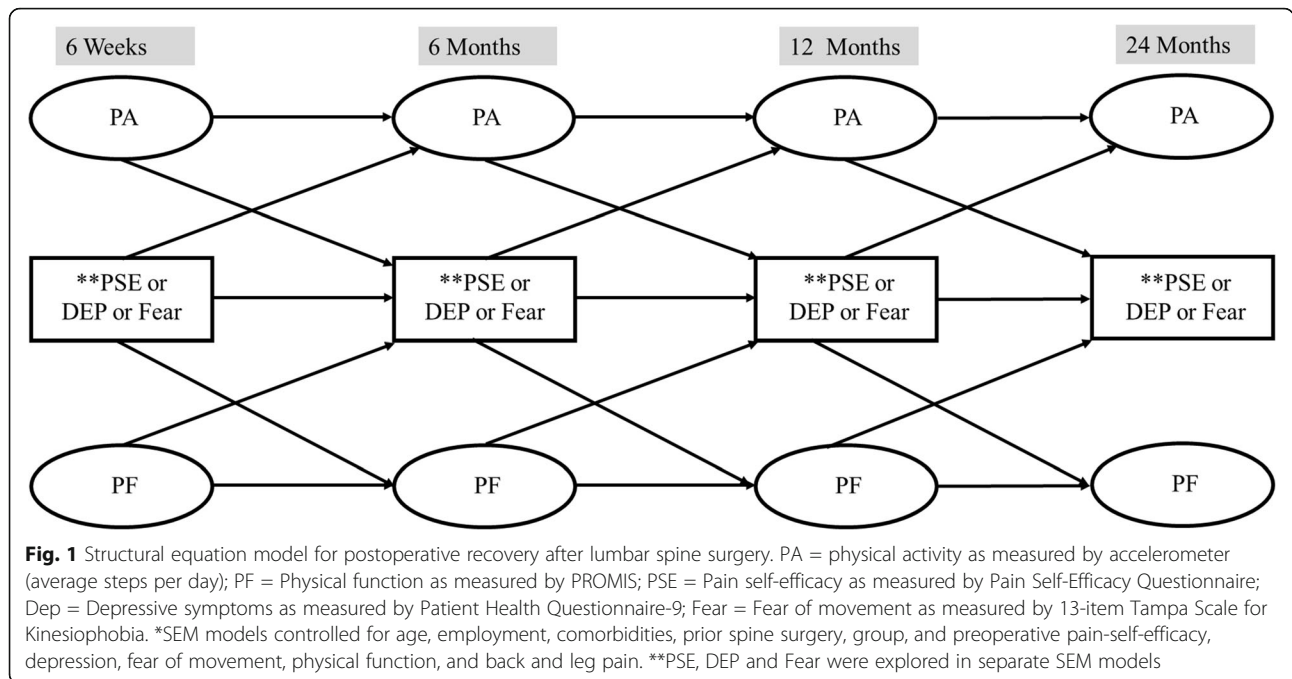 6 Weeks 6 Months 12 Months 24 Months
PA PA PA PA
**PSE or **PSE or **PSE or **PSE or
DEP or Fear DEP or Fear DEP or Fear DEP or Fear
PF PF PF PF
Fig. 1 Structural equation model for postoperative recovery after lumbar spine surgery. PA = physical activity as measured by accelerometer
(average steps per day); PF = Physical function as measured by PROMIS; PSE = Pain self-efficacy as measured by Pain Self-Efficacy Questionnaire;
Dep = Depressive symptoms as measured by Patient Health Questionnaire-9; Fear = Fear of movement as measured by 13-item Tampa Scale for
Kinesiophobia. *SEM models controlled for age, employment, comorbidities, prior spine surgery, group, and preoperative pain-self-efficacy,
depression, fear of movement, physical function, and back and leg pain. **PSE, DEP and Fear were explored in separate SEM models